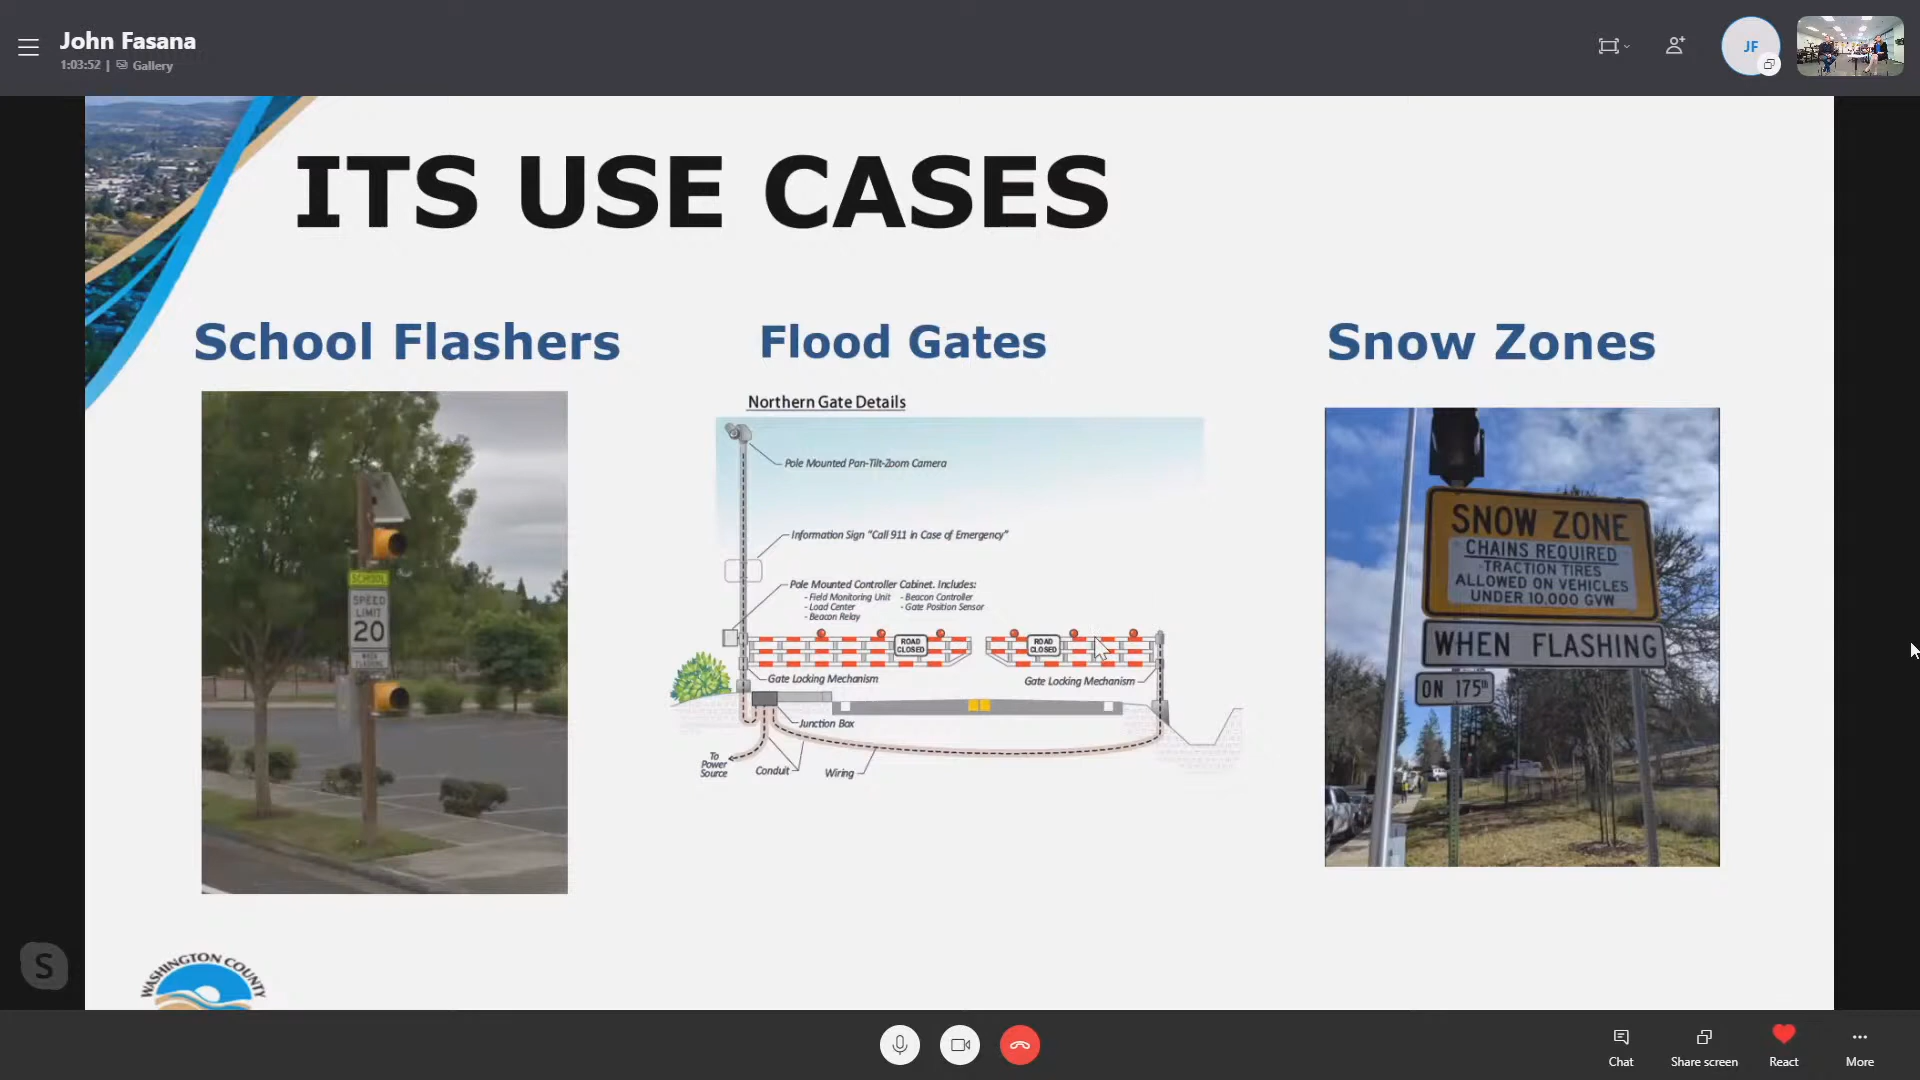 John Fasana
1:03:52 | Gallery
JF
ITS USE CASES
School Flashers
Flood Gates
Snow Zones
SCHOOL
SPEED
LIMIT
20
WHEN
FLASHING
Northern Gate Details
Pole Mounted Pan-Tilt-Zoom Camera
Information Sign "Call 911 in Case of Emergency"
Pole Mounted Controller Cabinet. Includes:
- Field Monitoring Unit - Beacon Controller
- Load Center - Gate Position Sensor
- Beacon Relay
ROAD
CLOSED
ROAD
CLOSED
Gate Locking Mechanism
Gate Locking Mechanism
Junction Box
To
Power
Source
Conduit
Wiring
SNOW ZONE
CHAINS REQUIRED
TRACTION TIRES
ALLOWED ON VEHICLES
UNDER 10,000 GVW
WHEN FLASHING
ON 175th
S
WASHINGTON COUNTY
Chat
Share screen
React
More